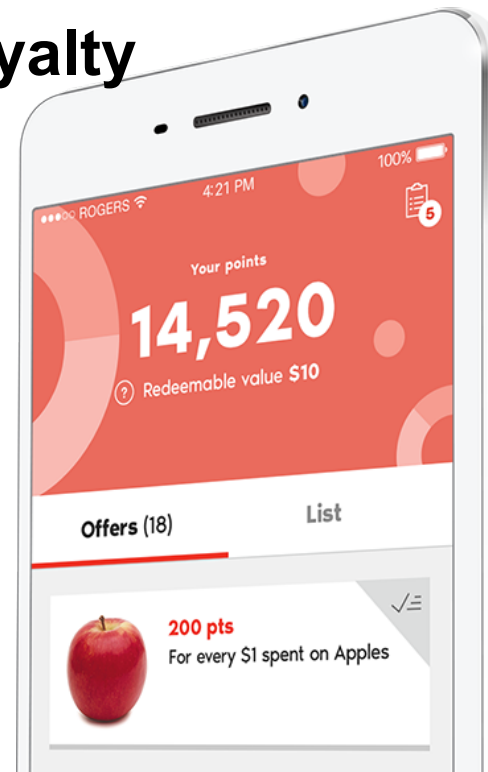 yalty
ROGERS 4:21 PM 100%
5
Your points
14,520
? Redeemable value $10
Offers (18) List
200 pts
For every $1 spent on Apples